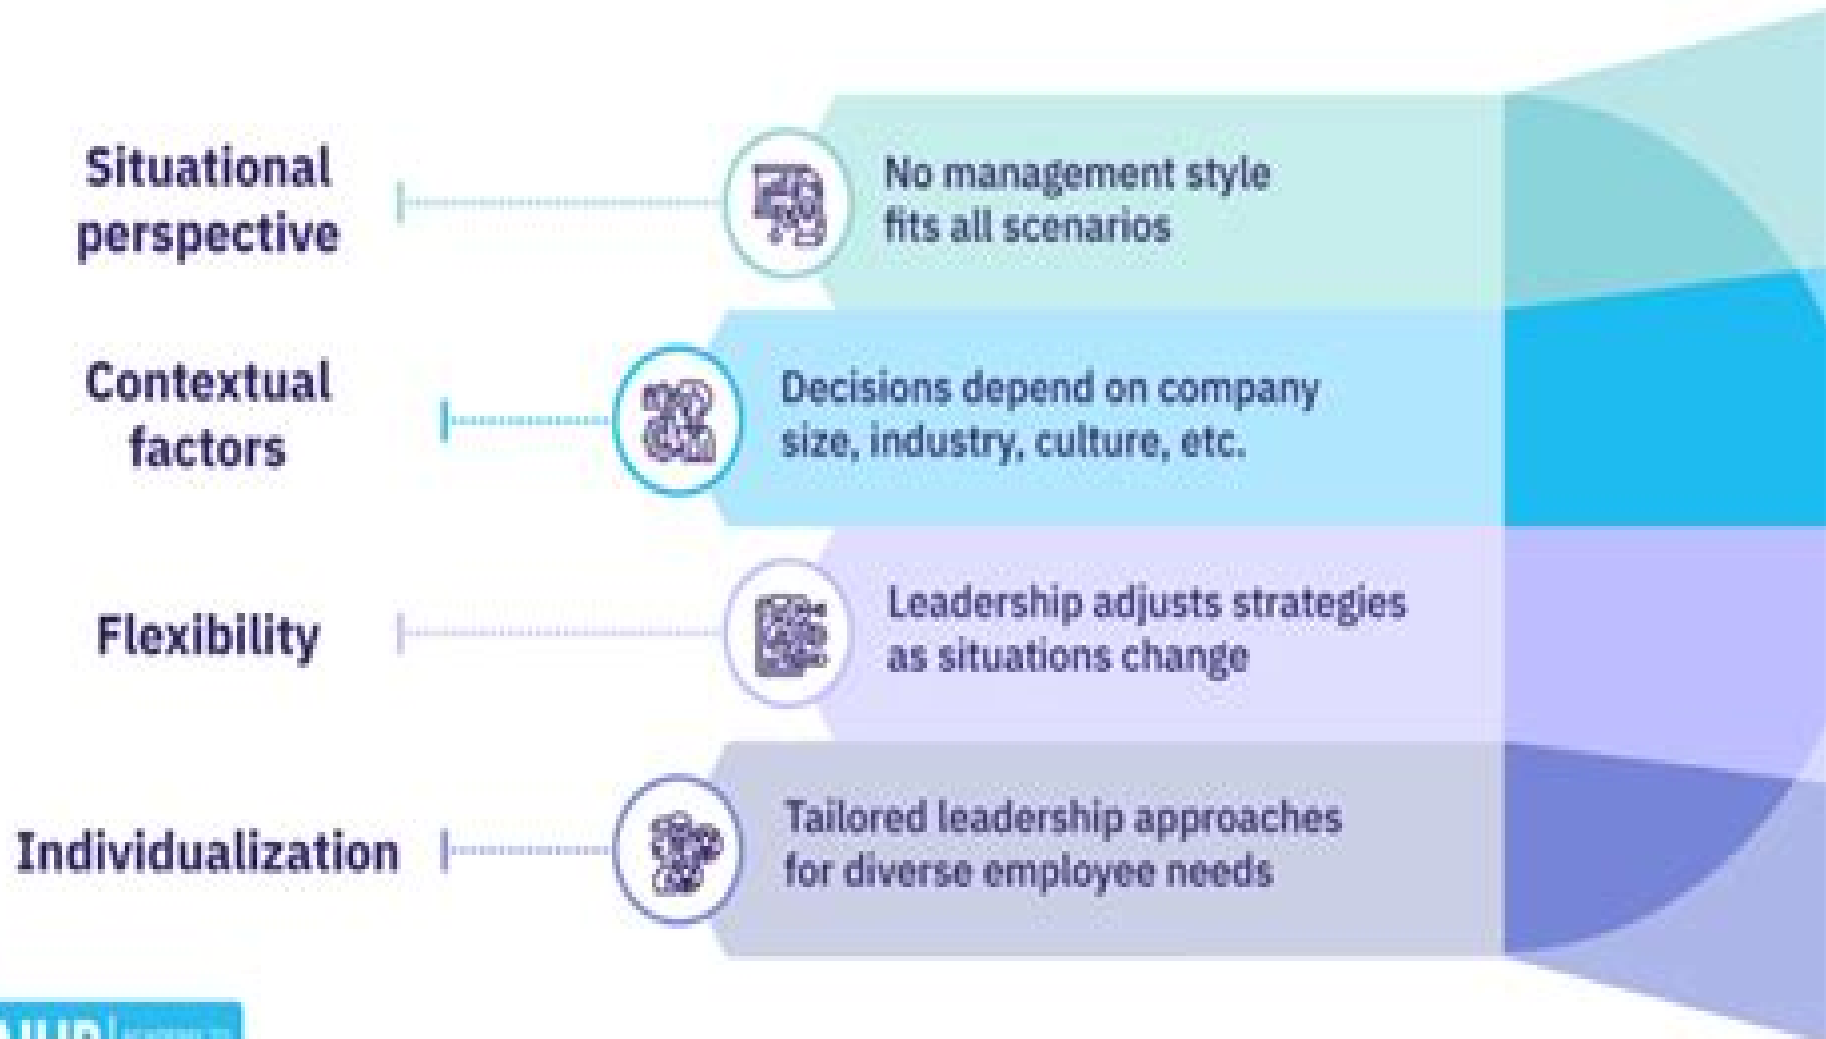 Situational
perspective
No management style
fits all scenarios
Contextual
factors
Decisions depend on company
size, industry, culture, etc.
Flexibility
Leadership adjusts strategies
as situations change
Individualization
Tailored leadership approaches
for diverse employee needs